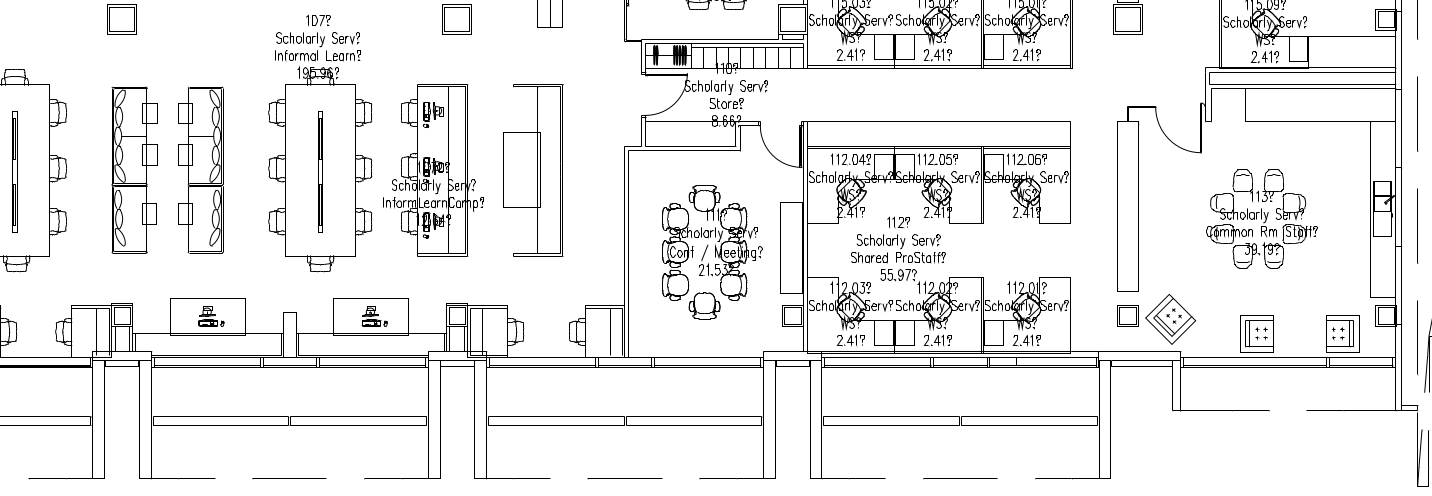 1D7?
Scholarly Serv?
Informal Learn?
195.96?
Scholarly Serv?
InformLearnComp?
110?
Scholarly Serv?
Store?
8.66?
115.03?
Scholarly Serv?
WS?
2.41?
115.02?
Scholarly Serv?
WS?
2.41?
115.01?
Scholarly Serv?
WS?
2.41?
115.09?
Scholarly Serv?
WS?
2.41?
111?
Scholarly Serv?
Conf / Meeting?
21.53?
112.04?
Scholarly Serv?
WS?
2.41?
112.05?
Scholarly Serv?
WS?
2.41?
112.06?
Scholarly Serv?
WS?
2.41?
112?
Scholarly Serv?
Shared ProStaff?
55.97?
112.03?
Scholarly Serv?
WS?
2.41?
112.02?
Scholarly Serv?
WS?
2.41?
112.01?
Scholarly Serv?
WS?
2.41?
113?
Scholarly Serv?
Common Rm Staff?
39.19?